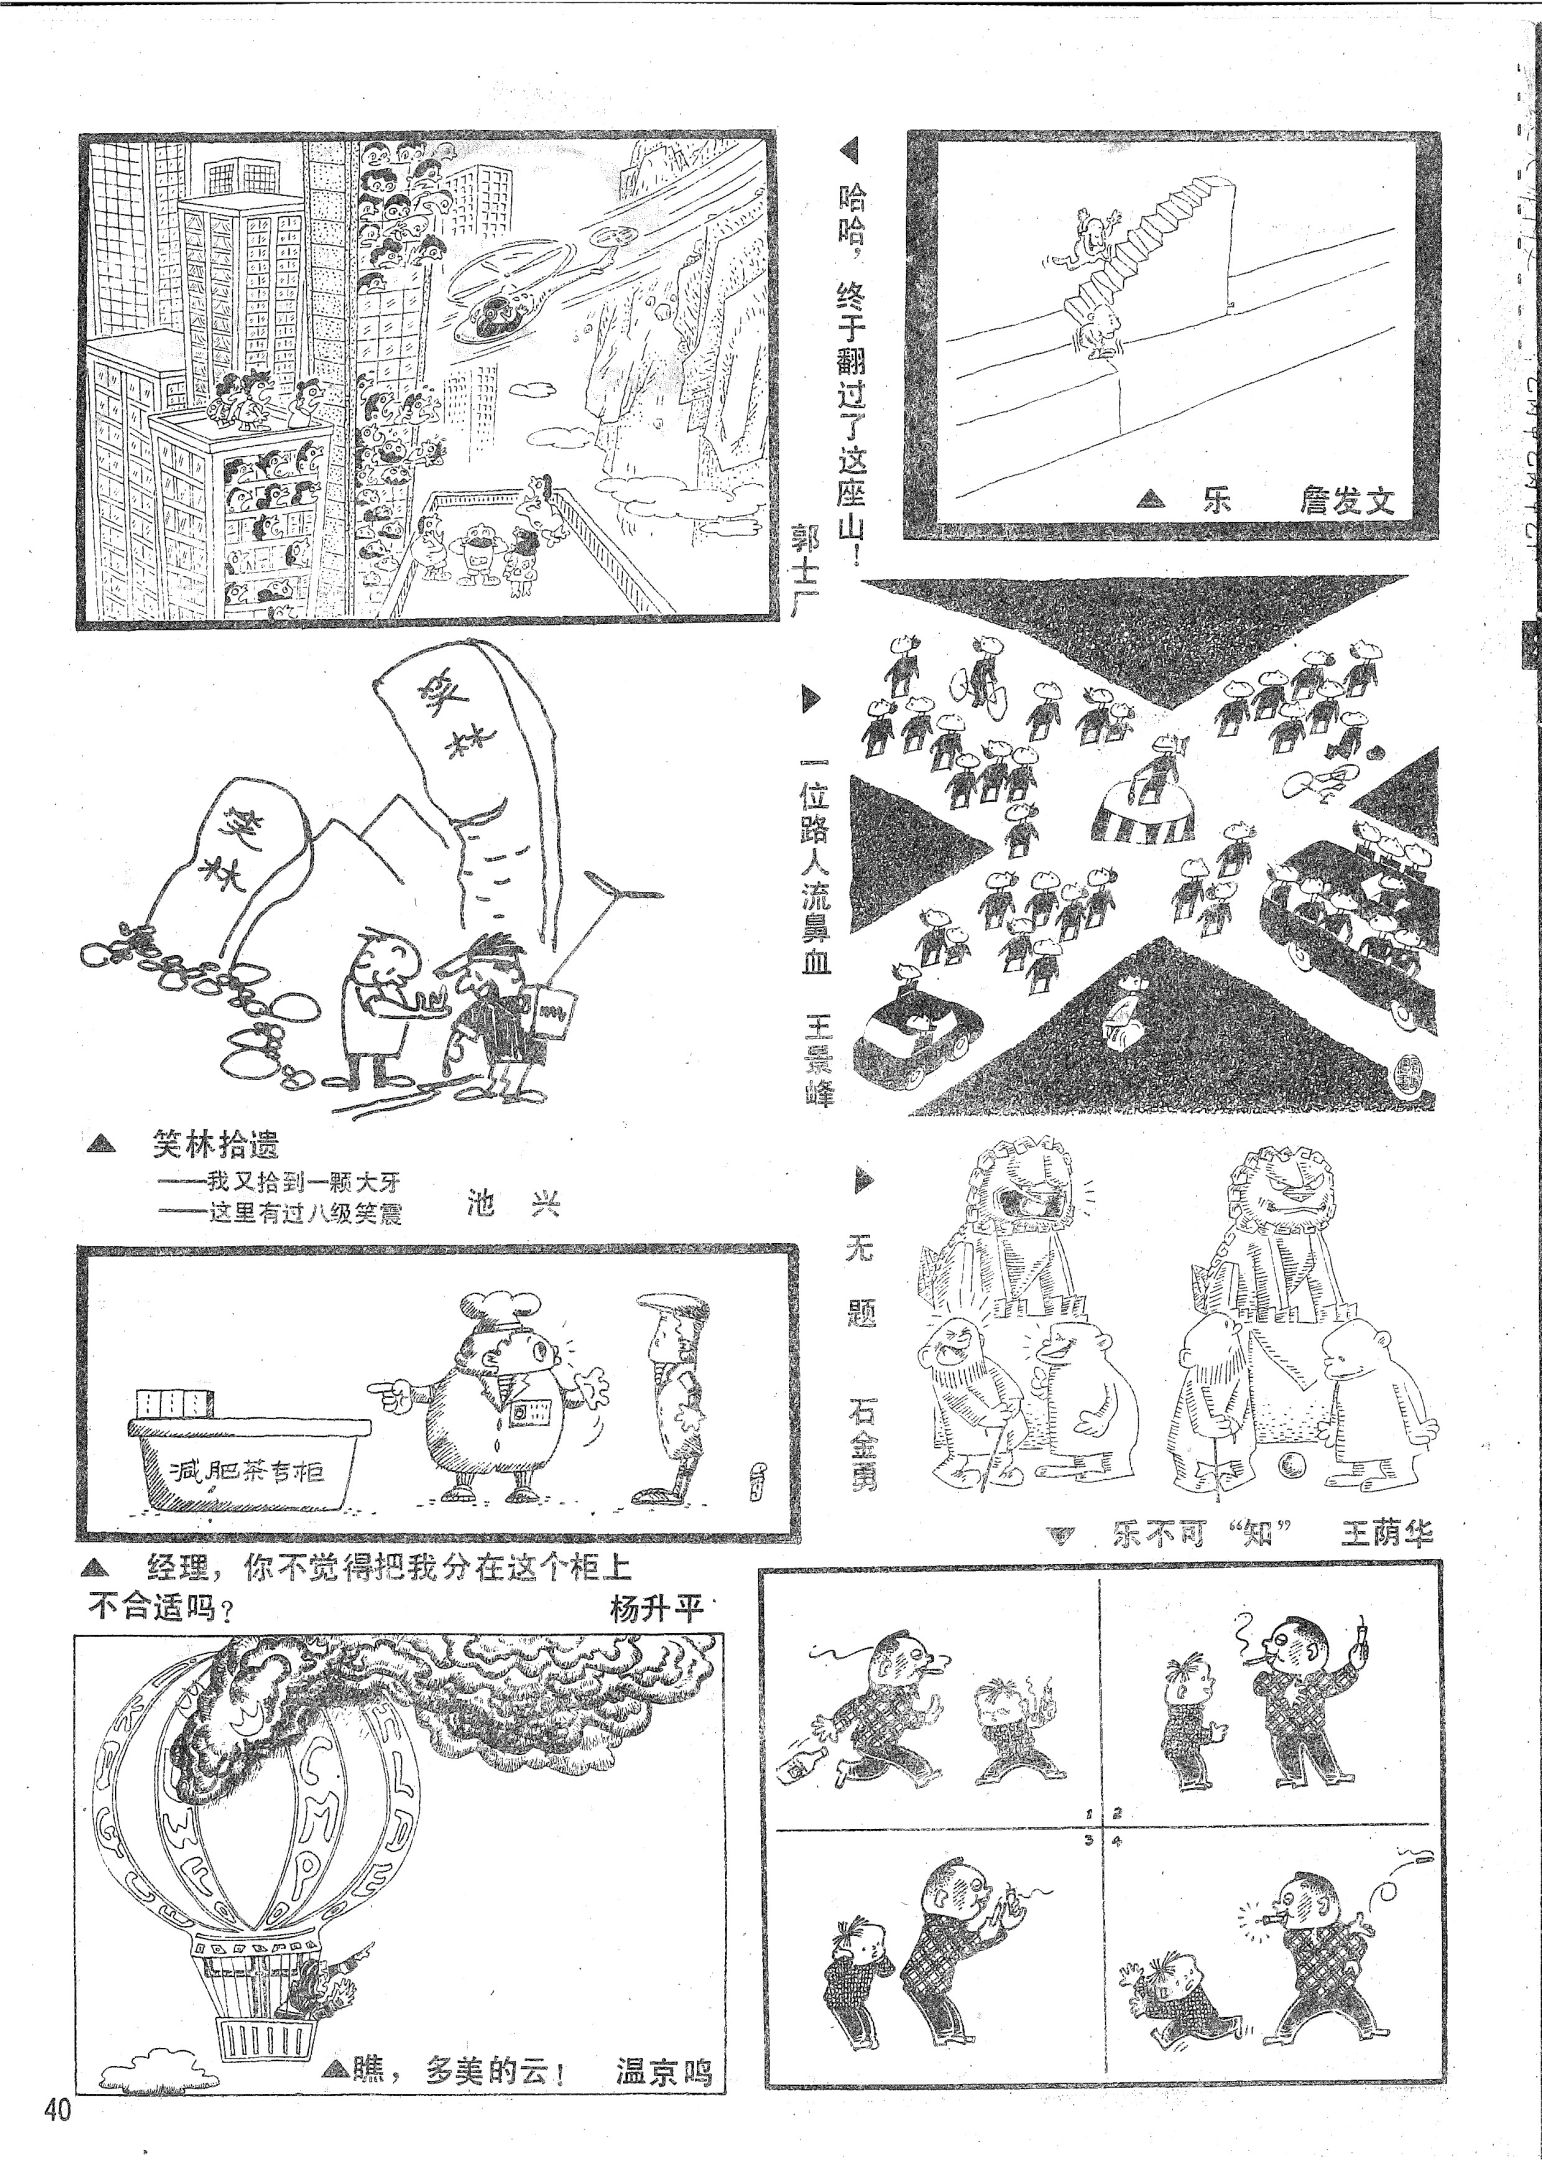 哈哈，终于翻过了这座山！
郭士厂
乐 詹发文
笑林
笑林
一位路人流鼻血 王景峰
笑林拾遗
——我又拾到一颗大牙
——这里有过八级笑震
池兴
无题 石金勇
减肥茶专柜
经理，你不觉得把我分在这个柜上
不合适吗？ 杨升平
乐不可“知” 王荫华
CMP
1 2
3 4
瞧，多美的云！ 温京鸣
40